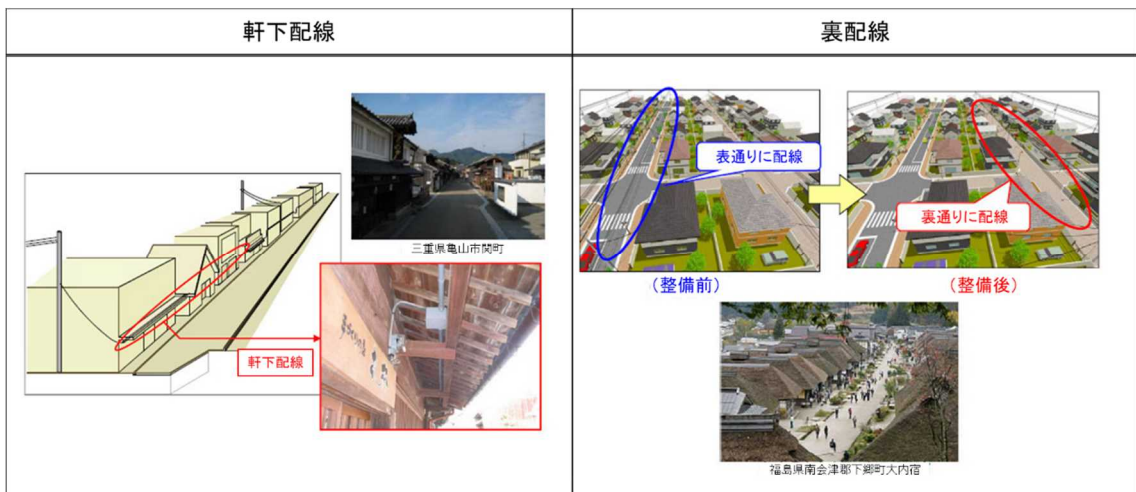 軒下配線
裏配線
三重県亀山市関町
軒下配線
表通りに配線
裏通りに配線
(整備前)
(整備後)
福島県南会津郡下郷町大内宿